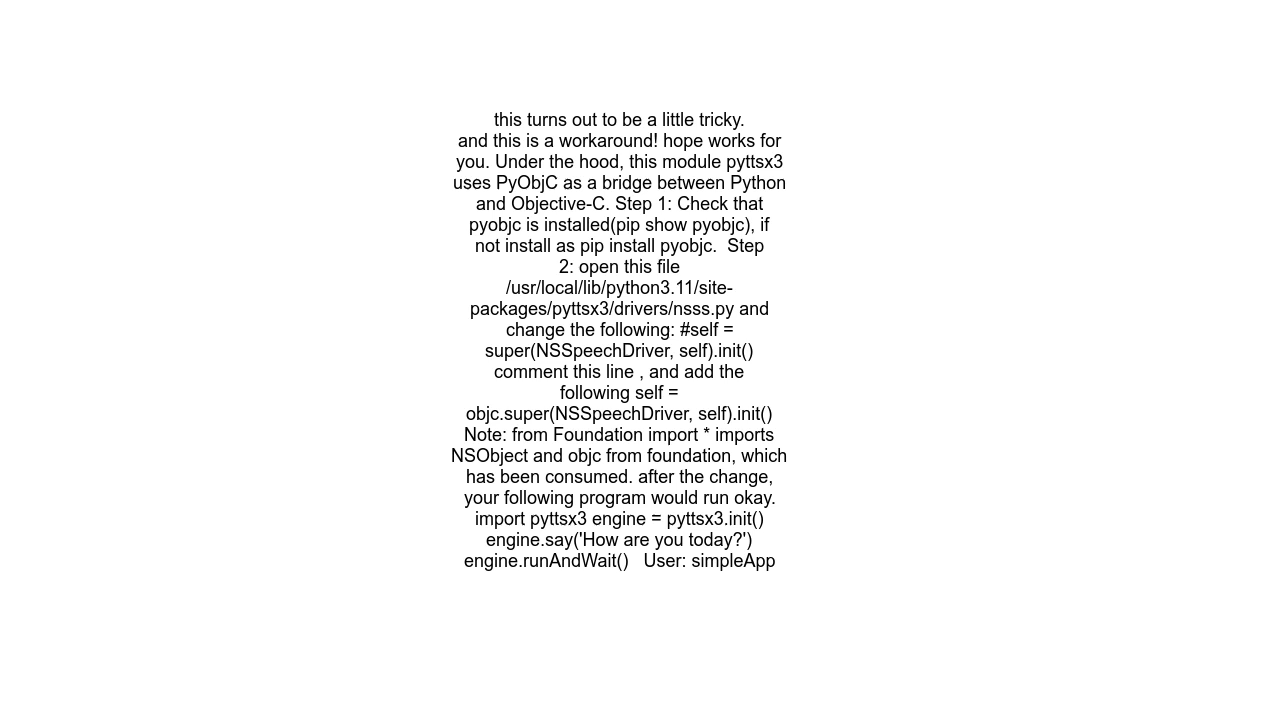 this turns out to be a little tricky.
and this is a workaround! hope works for
you. Under the hood, this module pyttsx3
uses PyObjC as a bridge between Python
and Objective-C. Step 1: Check that
pyobjc is installed(pip show pyobjc), if
not install as pip install pyobjc.  Step
2: open this file
/usr/local/lib/python3.11/site-
packages/pyttsx3/drivers/nsss.py and
change the following: #self =
super(NSSpeechDriver, self).init()
comment this line , and add the
following self =
objc.super(NSSpeechDriver, self).init()
Note: from Foundation import * imports
NSObject and objc from foundation, which
has been consumed. after the change,
your following program would run okay.
import pyttsx3 engine = pyttsx3.init()
engine.say('How are you today?')
engine.runAndWait()   User: simpleApp